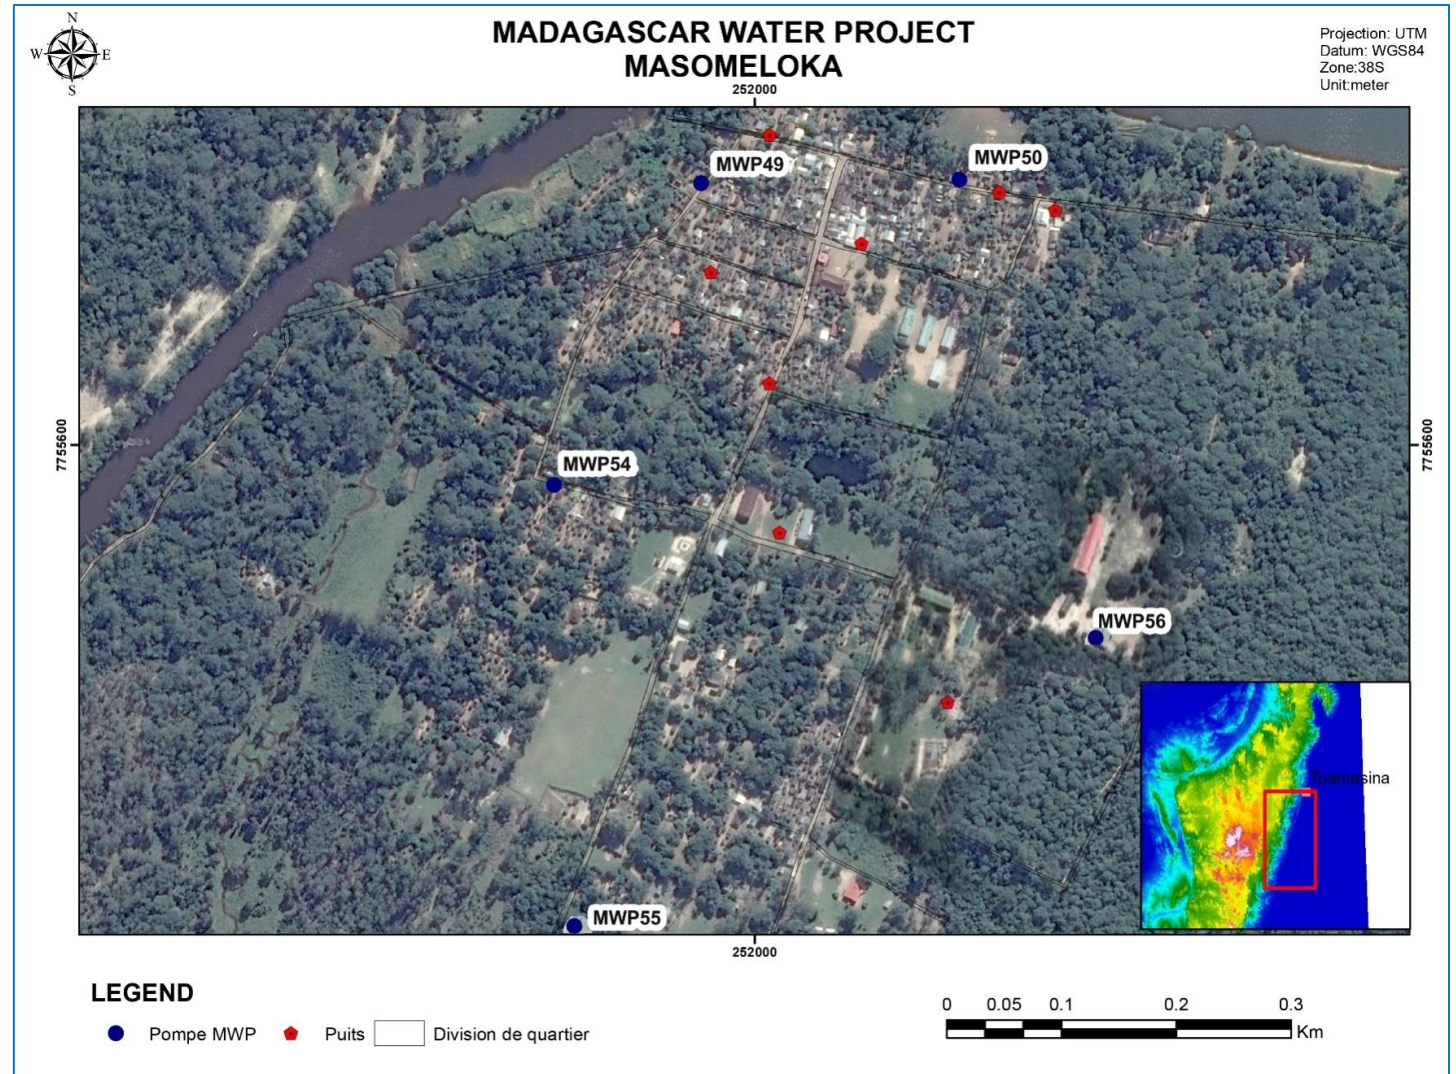 N
W E
S
MADAGASCAR WATER PROJECT
MASOMELOKA
Projection: UTM
Datum: WGS84
Zone:38S
Unit:meter
252000
MWP49
MWP50
7755600
7755600
MWP54
MWP56
Toamasina
MWP55
252000
LEGEND
Pompe MWP Puits Division de quartier
0 0.05 0.1 0.2 0.3
Km